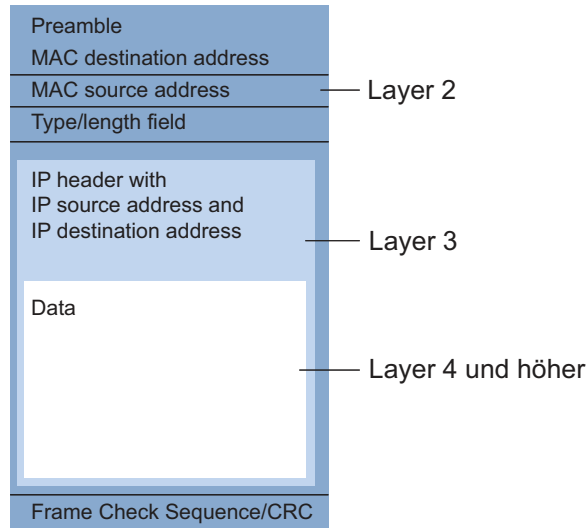 Preamble
MAC destination address
MAC source address
Layer 2
Type/length field
IP header with
IP source address and
IP destination address
Layer 3
Data
Layer 4 und höher
Frame Check Sequence/CRC